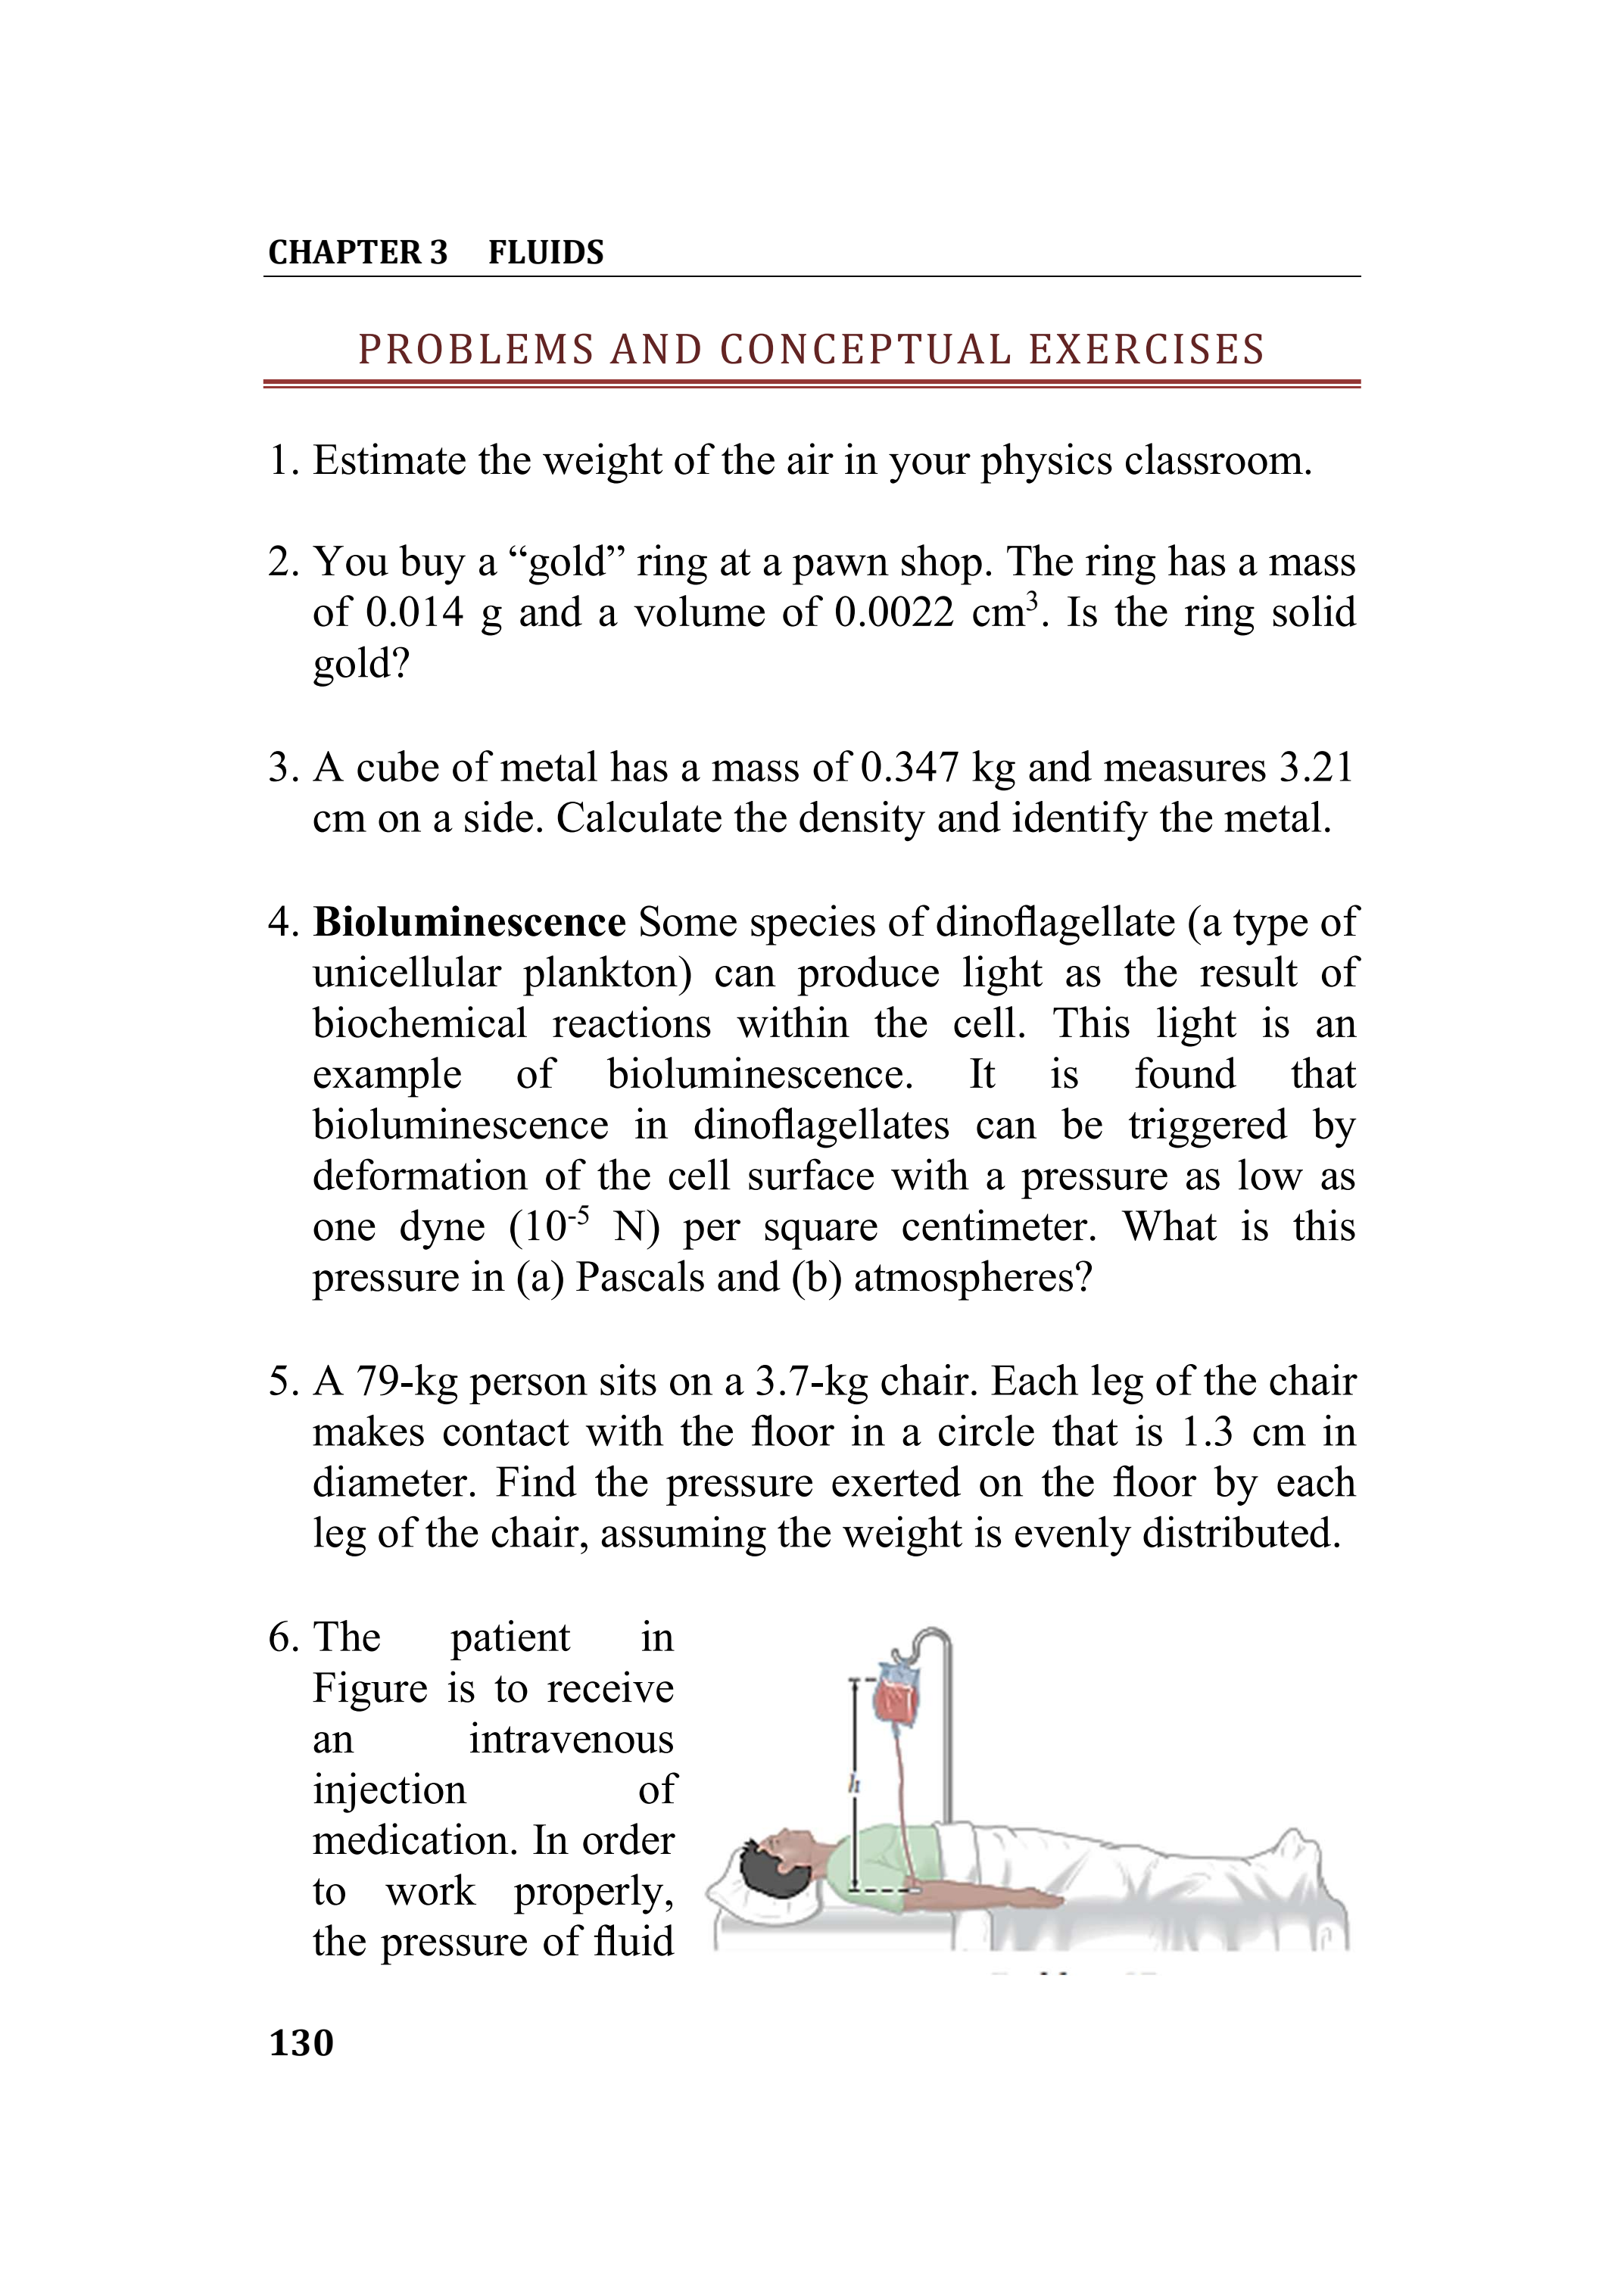 CHAPTER 3 FLUIDS
PROBLEMS AND CONCEPTUAL EXERCISES
1. Estimate the weight of the air in your physics classroom.
2. You buy a “gold” ring at a pawn shop. The ring has a mass
of 0.014 g and a volume of 0.0022 cm³. Is the ring solid
gold?
3. A cube of metal has a mass of 0.347 kg and measures 3.21
cm on a side. Calculate the density and identify the metal.
4. Bioluminescence Some species of dinoflagellate (a type of
unicellular plankton) can produce light as the result of
biochemical reactions within the cell. This light is an
example of bioluminescence. It is found that
bioluminescence in dinoflagellates can be triggered by
deformation of the cell surface with a pressure as low as
one dyne (10⁻⁵ N) per square centimeter. What is this
pressure in (a) Pascals and (b) atmospheres?
5. A 79-kg person sits on a 3.7-kg chair. Each leg of the chair
makes contact with the floor in a circle that is 1.3 cm in
diameter. Find the pressure exerted on the floor by each
leg of the chair, assuming the weight is evenly distributed.
6. The patient in
Figure is to receive
an intravenous
injection of
medication. In order
to work properly,
the pressure of fluid
h
130